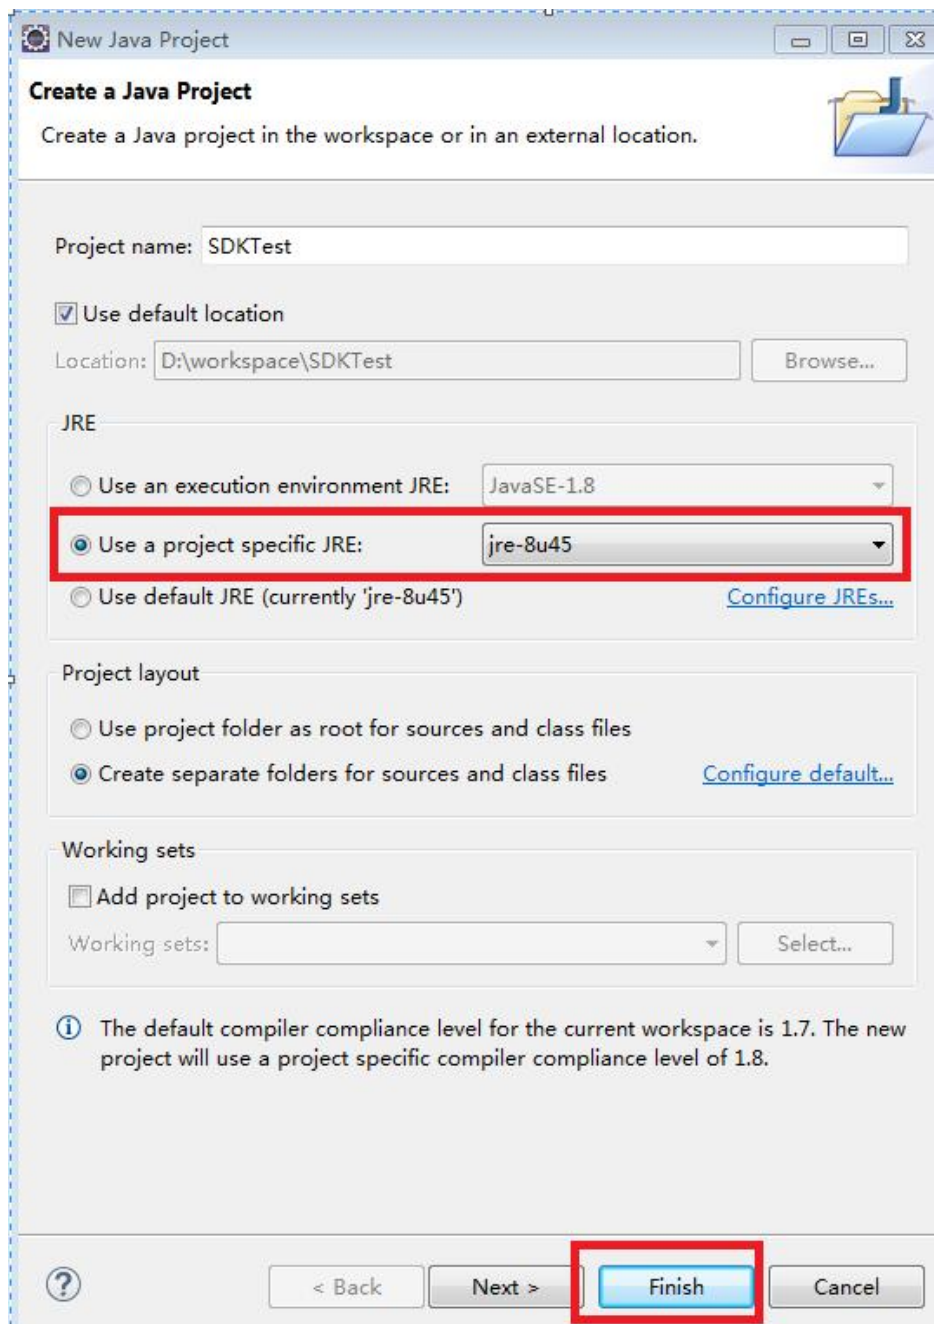 New Java Project
Create a Java Project
Create a Java project in the workspace or in an external location.
Project name: SDKTest
Use default location
Location: D:\workspace\SDKTest Browse...
JRE
Use an execution environment JRE: JavaSE-1.8
Use a project specific JRE: jre-8u45
Use default JRE (currently 'jre-8u45') Configure JREs...
Project layout
Use project folder as root for sources and class files
Create separate folders for sources and class files Configure default...
Working sets
Add project to working sets
Working sets: Select...
The default compiler compliance level for the current workspace is 1.7. The new
project will use a project specific compiler compliance level of 1.8.
? < Back Next > Finish Cancel